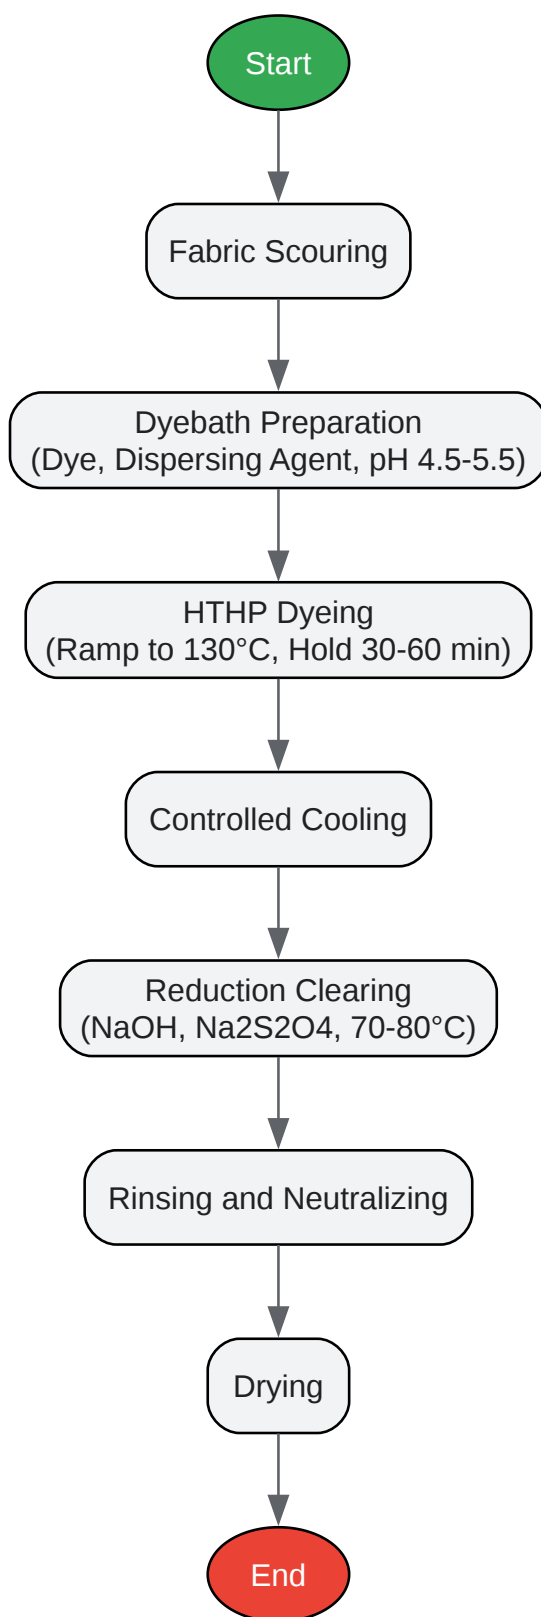 Start
Fabric Scouring
Dyebath Preparation
(Dye, Dispersing Agent, pH 4.5-5.5)
HTHP Dyeing
(Ramp to 130°C, Hold 30-60 min)
Controlled Cooling
Reduction Clearing
(NaOH, Na2S2O4, 70-80°C)
Rinsing and Neutralizing
Drying
End